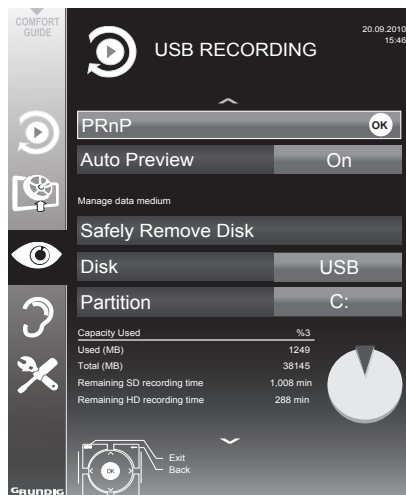 COMFORT
GUIDE
USB RECORDING
20.09.2010
15:46
PRnP OK
Auto Preview On
Manage data medium
Safely Remove Disk
Disk USB
Partition C:
Capacity Used %3
Used (MB) 1249
Total (MB) 38145
Remaining SD recording time 1,008 min
Remaining HD recording time 288 min
Exit
Back
OK
GRUNDIG